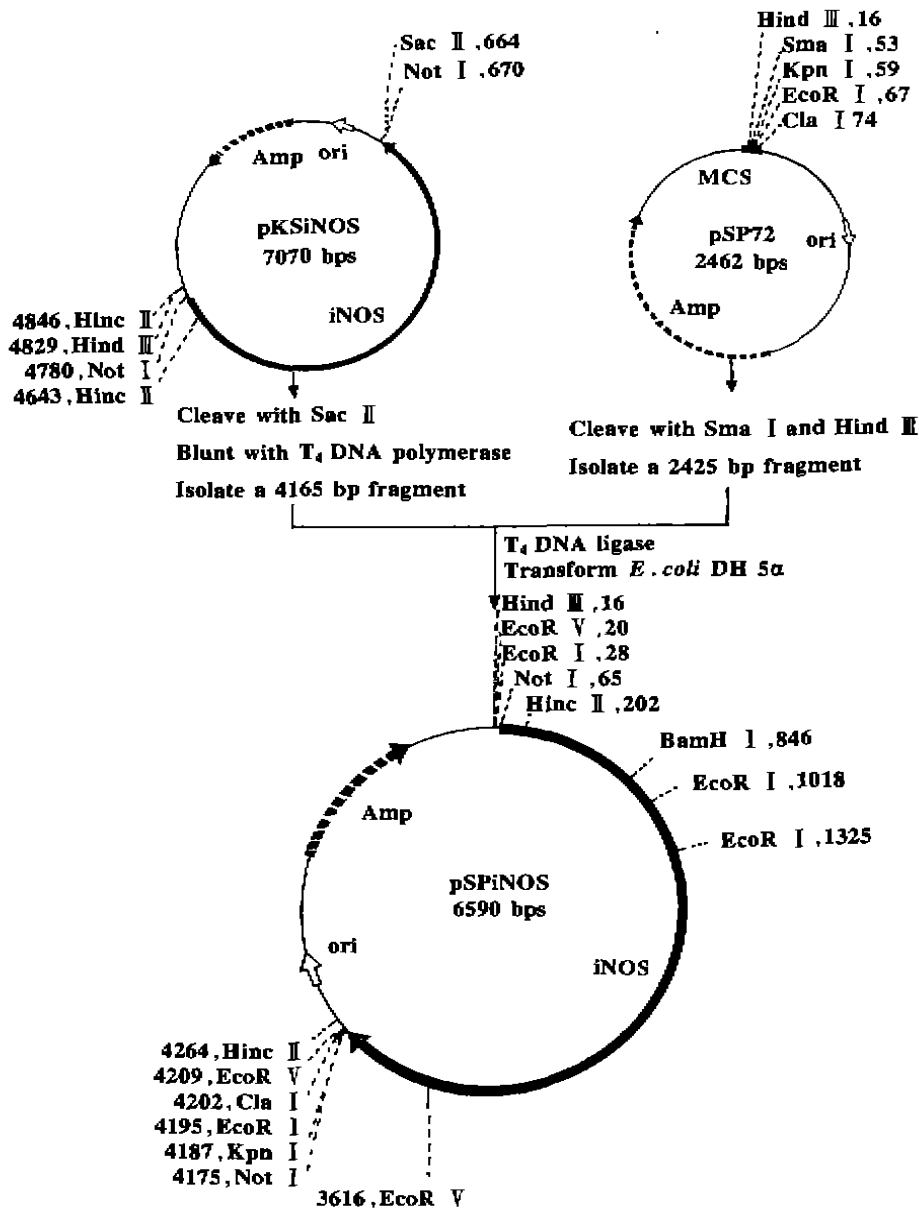 Sac Ⅱ ,664
Not Ⅰ ,670
Amp ori
pKSiNOS
7070 bps
iNOS
4846,Hinc Ⅱ
4829,Hind Ⅲ
4780,Not Ⅰ
4643,Hinc Ⅱ
Hind Ⅲ ,16
Sma Ⅰ ,53
Kpn Ⅰ ,59
EcoR Ⅰ ,67
Cla Ⅰ 74
MCS
pSP72
2462 bps
ori
Amp
Cleave with Sac Ⅱ
Blunt with T₄ DNA polymerase
Isolate a 4165 bp fragment
Cleave with Sma Ⅰ and Hind Ⅲ
Isolate a 2425 bp fragment
T₄ DNA ligase
Transform E.coli DH 5α
Hind Ⅲ ,16
EcoR Ⅴ ,20
EcoR Ⅰ ,28
Not Ⅰ ,65
Hinc Ⅱ ,202
BamH Ⅰ ,846
EcoR Ⅰ ,1018
EcoR Ⅰ ,1325
Amp
pSPiNOS
6590 bps
ori
iNOS
4264,Hinc Ⅱ
4209,EcoR Ⅴ
4202,Cla Ⅰ
4195,EcoR Ⅰ
4187,Kpn Ⅰ
4175,Not Ⅰ
3616,EcoR Ⅴ